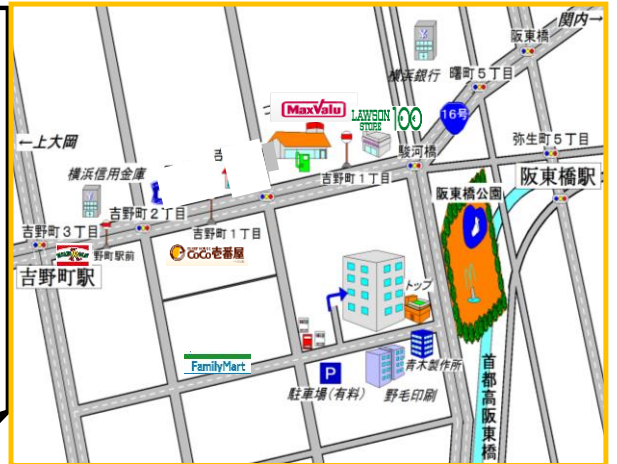 関内→
阪東橋
横浜銀行
曙町5丁目
MaxValu
LAWSON
STORE 100
16号
←上大岡
駿河橋
弥生町5丁目
横浜信用金庫
吉野町1丁目
阪東橋公園
阪東橋駅
吉野町2丁目
吉野町3丁目
吉野町1丁目
野町駅前
CoCo壱番屋
吉野町駅
トップ
FamilyMart
青木製作所
P
駐車場(有料)
野毛印刷
首都高阪東橋